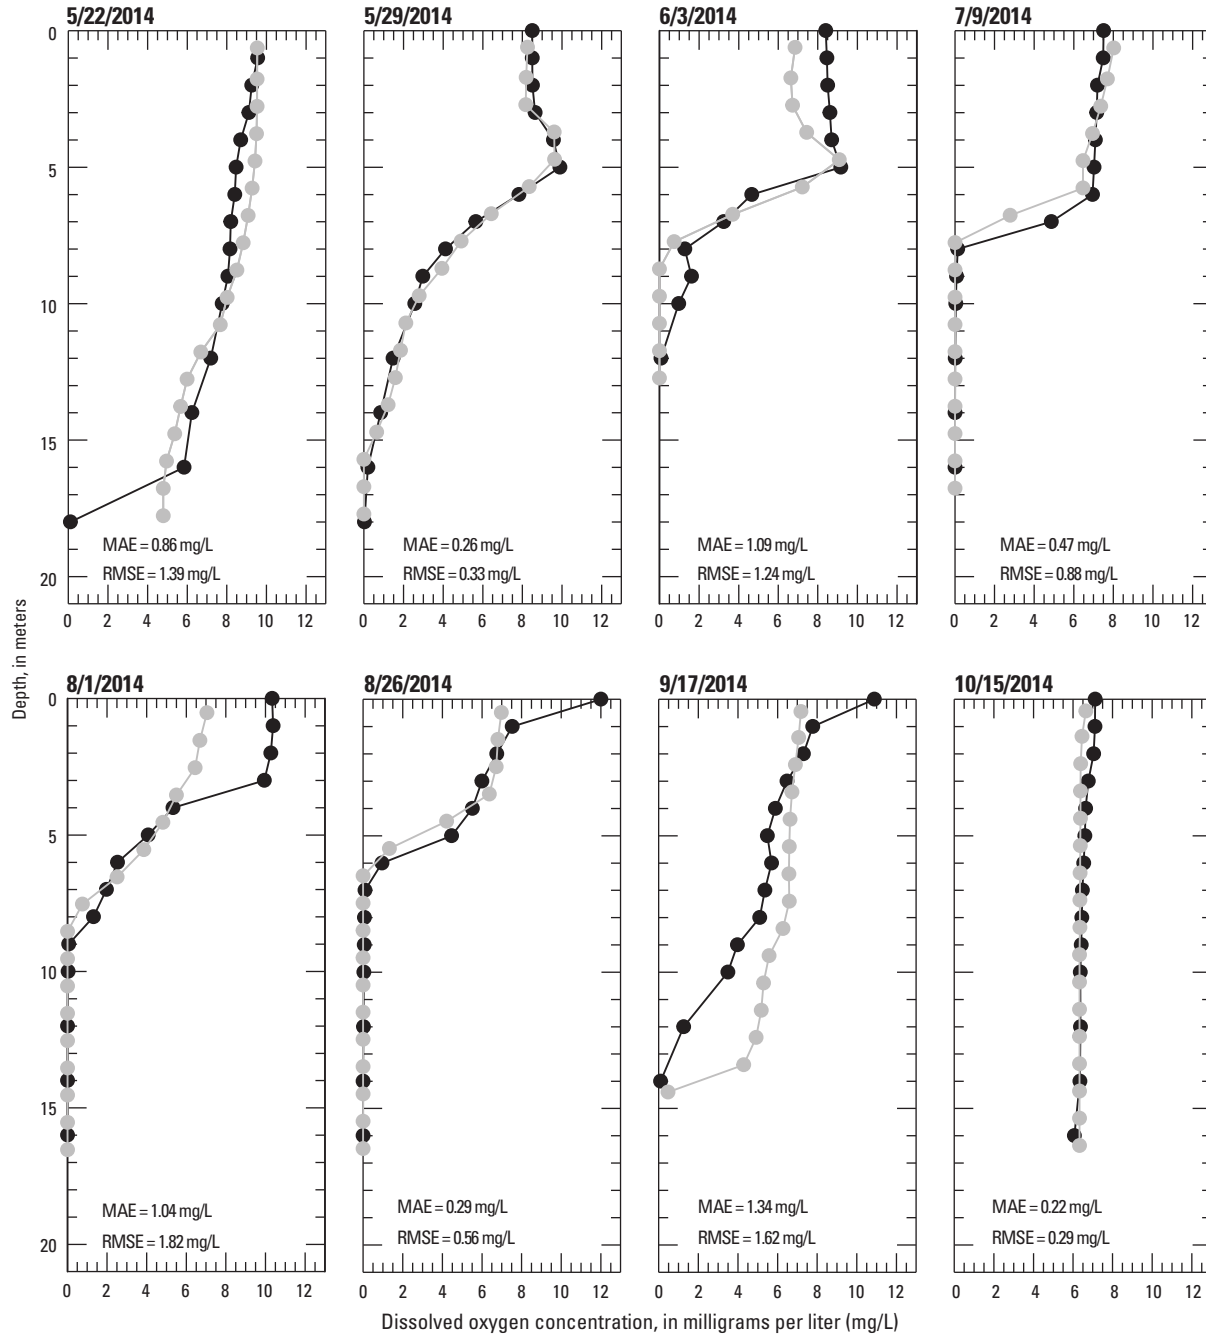 5/22/2014 5/29/2014 6/3/2014 7/9/2014
0
5
10
15
20
MAE = 0.86 mg/L
RMSE = 1.39 mg/L
MAE = 0.26 mg/L
RMSE = 0.33 mg/L
MAE = 1.09 mg/L
RMSE = 1.24 mg/L
MAE = 0.47 mg/L
RMSE = 0.88 mg/L
0 2 4 6 8 10 12 0 2 4 6 8 10 12 0 2 4 6 8 10 12 0 2 4 6 8 10 12
Depth, in meters
8/1/2014 8/26/2014 9/17/2014 10/15/2014
0
5
10
15
20
MAE = 1.04 mg/L
RMSE = 1.82 mg/L
MAE = 0.29 mg/L
RMSE = 0.56 mg/L
MAE = 1.34 mg/L
RMSE = 1.62 mg/L
MAE = 0.22 mg/L
RMSE = 0.29 mg/L
0 2 4 6 8 10 12 0 2 4 6 8 10 12 0 2 4 6 8 10 12 0 2 4 6 8 10 12
Dissolved oxygen concentration, in milligrams per liter (mg/L)